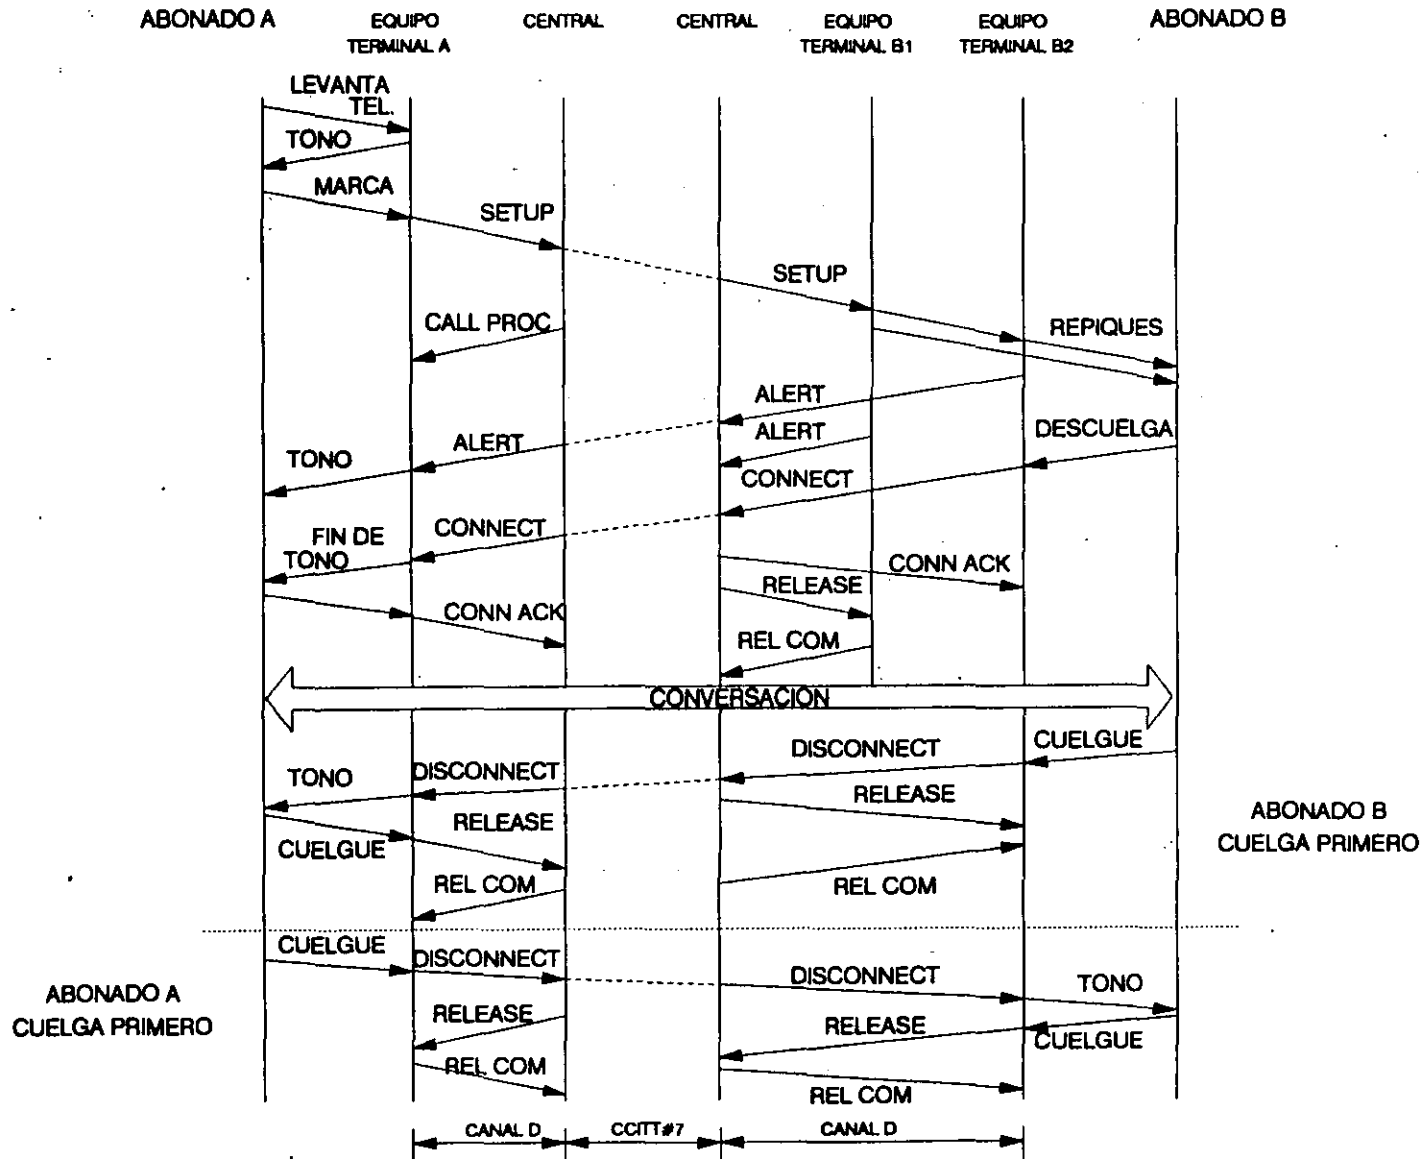 ABONADO A
EQUIPO
TERMINAL A
CENTRAL
CENTRAL
EQUIPO
TERMINAL B1
EQUIPO
TERMINAL B2
ABONADO B
LEVANTA
TEL.
TONO
MARCA
SETUP
SETUP
CALL PROC
REPIQUES
ALERT
ALERT
DESCUELGA
ALERT
TONO
CONNECT
FIN DE
TONO
CONNECT
CONN ACK
RELEASE
CONN ACK
REL COM
CONVERSACION
CUELGUE
DISCONNECT
DISCONNECT
TONO
RELEASE
ABONADO B
CUELGA PRIMERO
RELEASE
CUELGUE
REL COM
REL COM
CUELGUE
DISCONNECT
DISCONNECT
TONO
ABONADO A
CUELGA PRIMERO
RELEASE
RELEASE
CUELGUE
REL COM
REL COM
CANAL D
CCITT#7
CANAL D